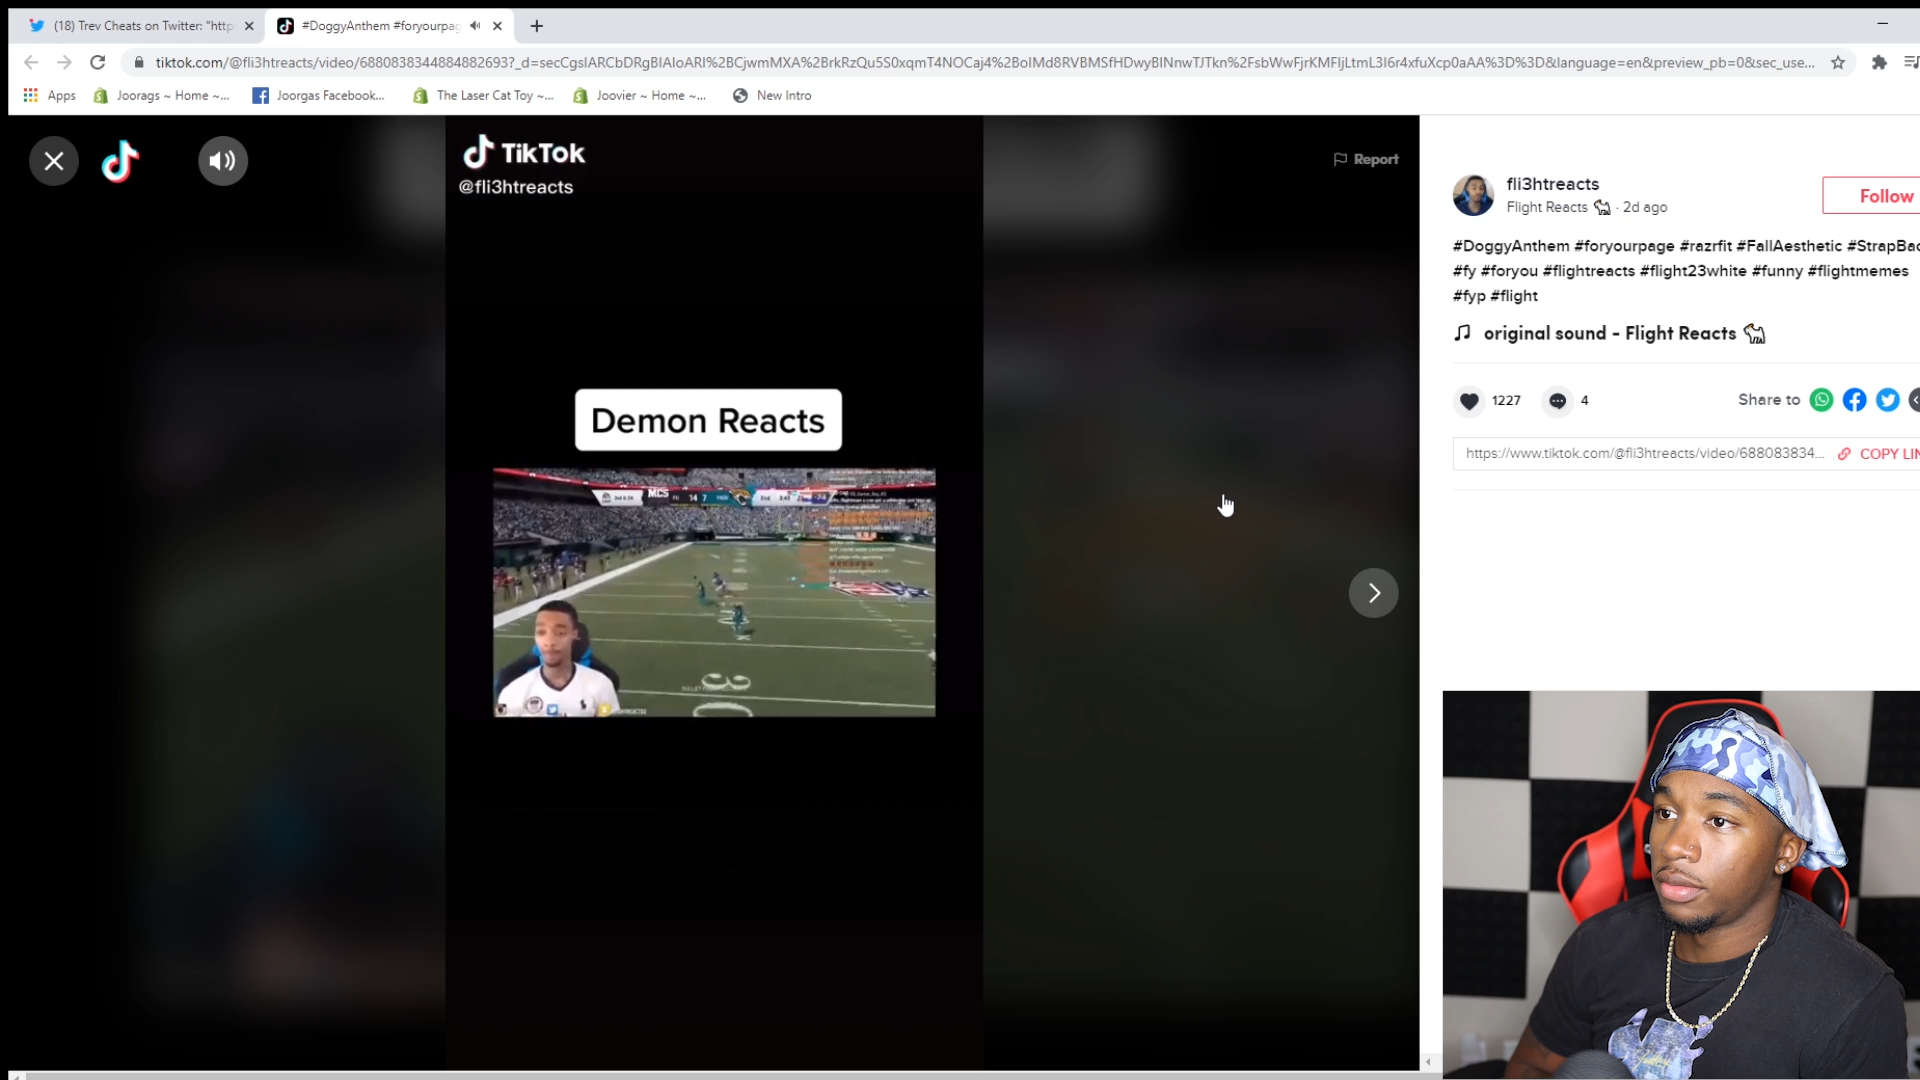 (18) Trev Cheats on Twitter: "http
#DoggyAnthem #foryourpag
tiktok.com/@fli3htreacts/video/6880838344884882693?_d=secCgsIARCbDRgBIAIoARI%2BCjwmMXA%2BrkRzQu5S0xqmT4NOCaj4%2BoIMd8RVBMSfHDwyBINnwTJTkn%2FsbWwFjrKMFIjLtmL3I6r4xfuXcp0aAA%3D%3D&language=en&preview_pb=0&sec_use...
Apps
Joorags ~ Home ~...
Joorgas Facebook...
The Laser Cat Toy ~...
Joovier ~ Home ~...
New Intro
TikTok
@fli3htreacts
Report
Demon Reacts
MCS
14 7
fli3htreacts
Flight Reacts · 2d ago
Follow
#DoggyAnthem #foryourpage #razrfit #FallAesthetic #StrapBac
#fy #foryou #flightreacts #flight23white #funny #flightmemes
#fyp #flight
original sound - Flight Reacts
1227
4
Share to
https://www.tiktok.com/@fli3htreacts/video/688083834...
COPY LIN